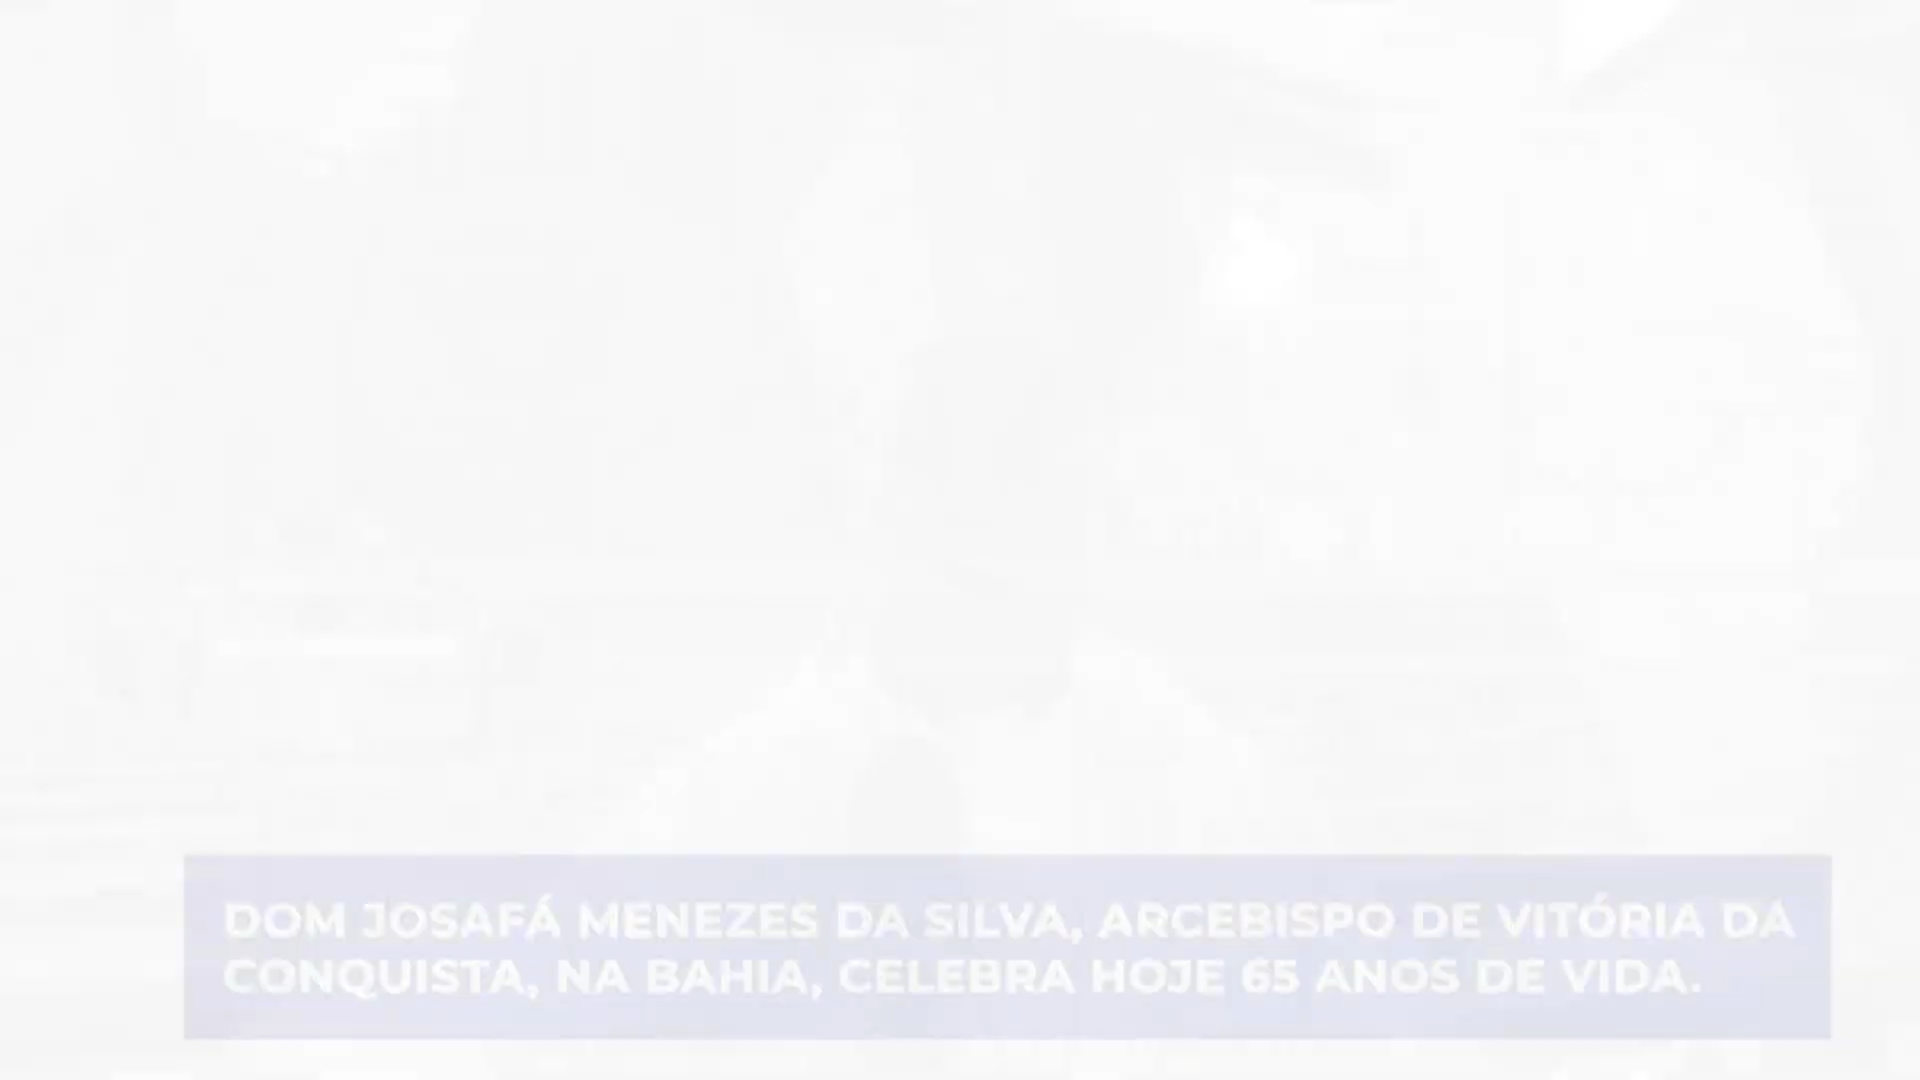 DOM JOSAFÁ MENEZES DA SILVA, ARCEBISPO DE VITÓRIA DA
CONQUISTA, NA BAHIA, CELEBRA HOJE 65 ANOS DE VIDA.